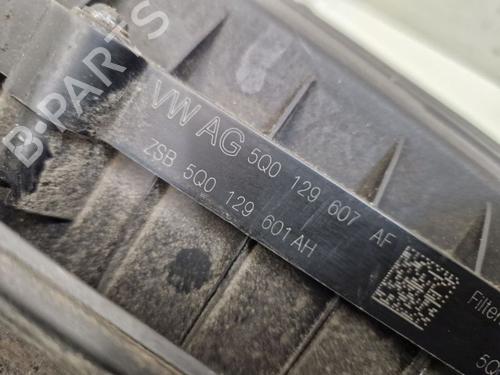 VW AG 5Q0 129 607 AF
ZSB 5Q0 129 601 AH
Filter
5Q
B-PARTS